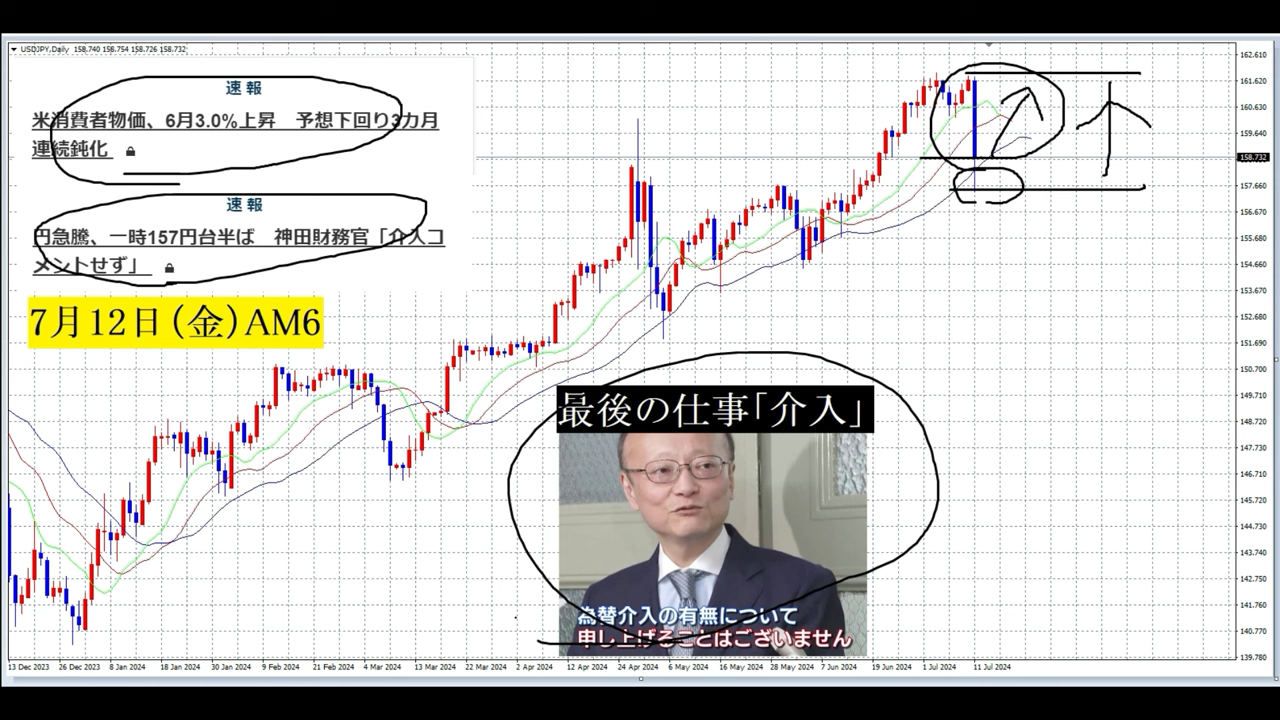 USDJPY,Daily 158.740 158.754 158.726 158.732
速報
米消費者物価、6月3.0%上昇 予想下回り3カ月
連続鈍化
速報
円急騰、一時157円台半ば 神田財務官「介入コ
メントせず」
7月12日(金)AM6
最後の仕事「介入」
為替介入の有無について
申し上げることはございません
162.610
161.620
160.630
159.640
158.732
157.660
156.670
155.680
154.660
153.670
152.680
151.690
150.700
149.710
148.720
147.730
146.710
145.720
144.730
143.740
142.750
141.760
140.770
139.780
13 Dec 2023 26 Dec 2023 8 Jan 2024 18 Jan 2024 30 Jan 2024 9 Feb 2024 21 Feb 2024 4 Mar 2024 13 Mar 2024 22 Mar 2024 2 Apr 2024 12 Apr 2024 24 Apr 2024 6 May 2024 16 May 2024 28 May 2024 7 Jun 2024 19 Jun 2024 1 Jul 2024 11 Jul 2024